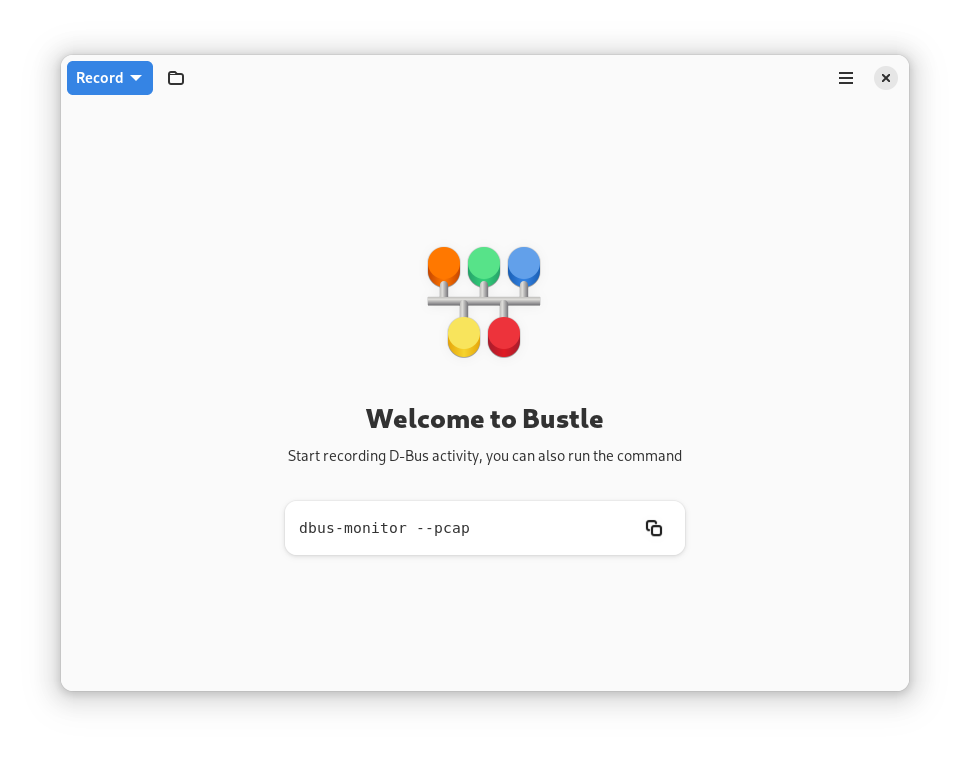 Record
Welcome to Bustle
Start recording D-Bus activity, you can also run the command
dbus-monitor --pcap